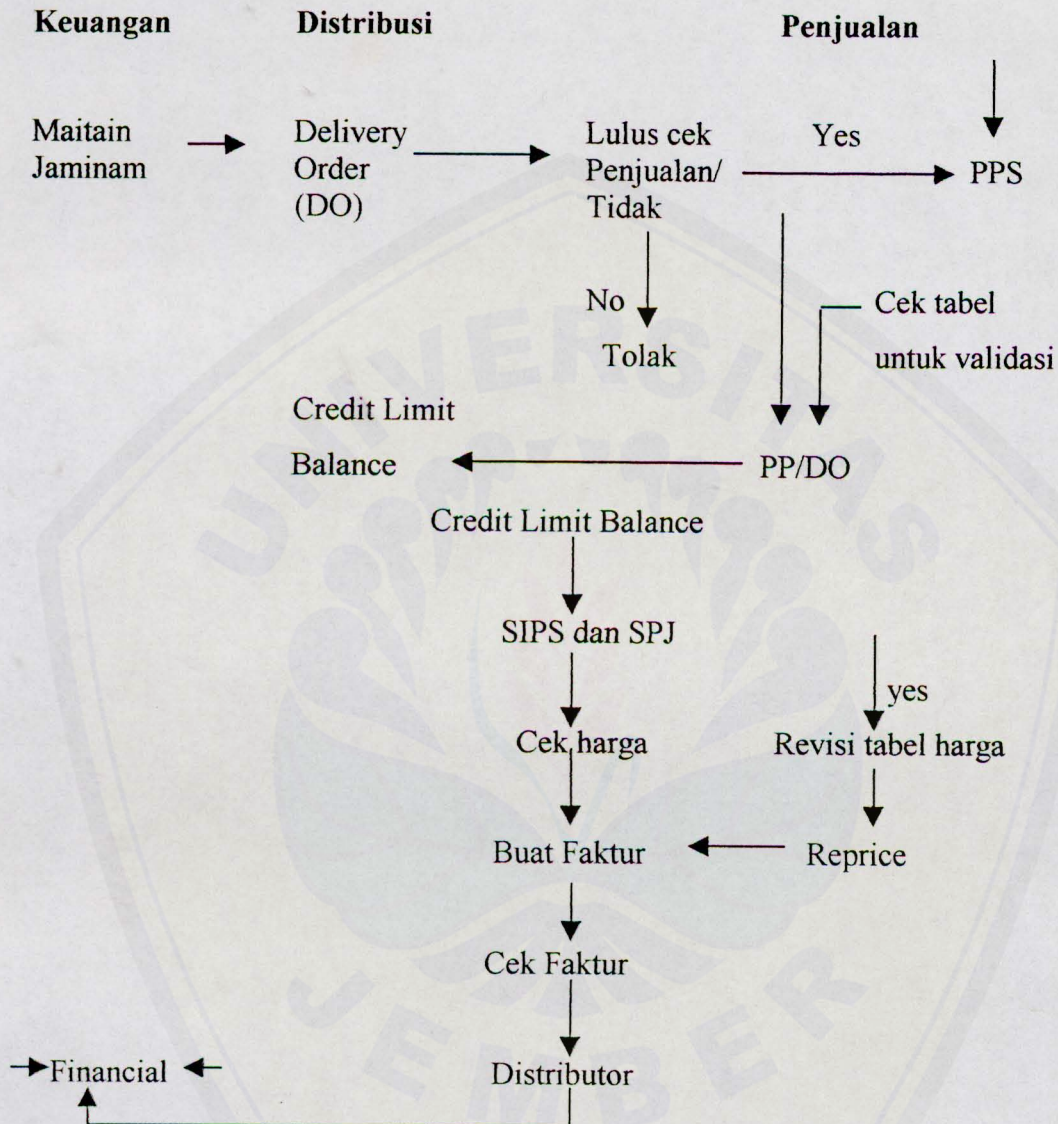 Keuangan Distribusi Penjualan
Maitain
Jaminam
Delivery
Order
(DO)
Lulus cek
Penjualan/
Tidak
Yes
PPS
No
Tolak
Cek tabel
untuk validasi
Credit Limit
Balance
PP/DO
Credit Limit Balance
SIPS dan SPJ
yes
Cek harga
Revisi tabel harga
Buat Faktur
Reprice
Cek Faktur
Financial
Distributor
UNIVERSITAS
JEMBER